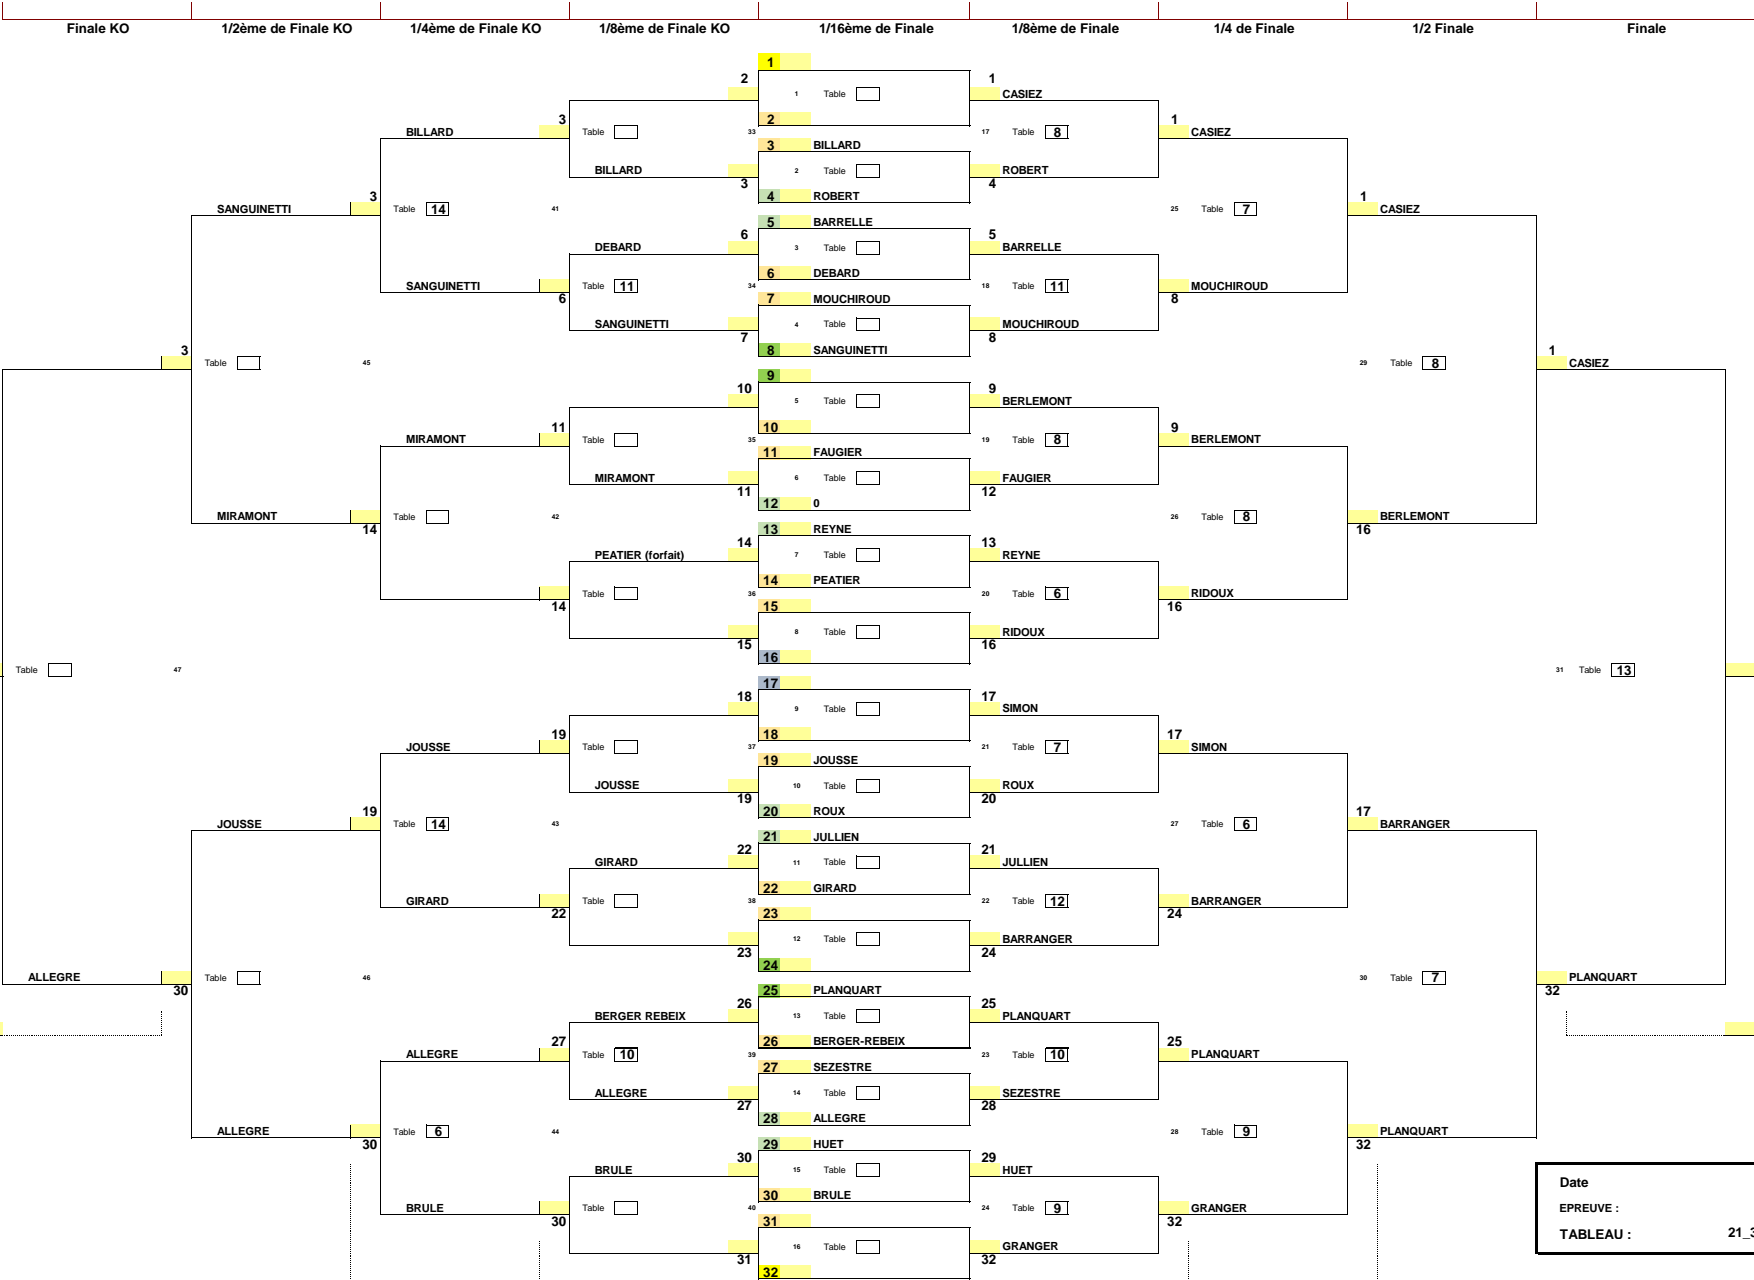 Finale KO 1/2ème de Finale KO 1/4ème de Finale KO 1/8ème de Finale KO 1/16ème de Finale 1/8ème de Finale 1/4 de Finale 1/2 Finale Finale
1
2 1
1 Table CASIEZ
3 2 1
BILLARD Table 33 17 Table 8 CASIEZ
3 BILLARD
BILLARD 2 Table ROBERT
3 4
3 4 ROBERT 1
SANGUINETTI Table 14 41 25 Table 7 CASIEZ
5 BARRELLE
6 5
DEBARD 3 Table BARRELLE
6 DEBARD
SANGUINETTI Table 11 34 18 Table 11 MOUCHIROUD
6 7 MOUCHIROUD 8
SANGUINETTI 4 Table MOUCHIROUD
7 8
3 8 SANGUINETTI 1
Table 45 29 Table 8 CASIEZ
9
10 9
5 Table BERLEMONT
11 10 9
MIRAMONT Table 35 19 Table 8 BERLEMONT
11 FAUGIER
MIRAMONT 6 Table FAUGIER
11 12
12 0
MIRAMONT Table 42 26 Table 8 BERLEMONT
14 13 REYNE 16
14 13
PEATIER (forfait) 7 Table REYNE
14 PEATIER
Table 36 20 Table 6 RIDOUX
14 15 16
8 Table RIDOUX
15 16
16
Table 47 31 Table 13
17
18 17
9 Table SIMON
19 18 17
JOUSSE Table 37 21 Table 7 SIMON
19 JOUSSE
JOUSSE 10 Table ROUX
19 20
19 20 ROUX 17
JOUSSE Table 14 43 27 Table 6 BARRANGER
21 JULLIEN
22 21
GIRARD 11 Table JULLIEN
22 GIRARD
GIRARD Table 38 22 Table 12 BARRANGER
22 23 24
12 Table BARRANGER
23 24
24
ALLEGRE Table 46 30 Table 7 PLANQUART
30 25 PLANQUART 32
26 25
BERGER REBEIX 13 Table PLANQUART
27 26 BERGER-REBEIX 25
ALLEGRE Table 10 39 23 Table 10 PLANQUART
27 SEZESTRE
ALLEGRE 14 Table SEZESTRE
27 28
28 ALLEGRE
ALLEGRE Table 6 44 28 Table 9 PLANQUART
30 29 HUET 32
30 29
BRULE 15 Table HUET
Date
30 BRULE
BRULE Table 40 24 Table 9 GRANGER EPREUVE :
30 31 32
TABLEAU : 21_3
16 Table GRANGER
31 32
32